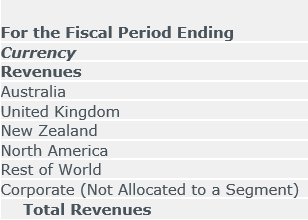 For the Fiscal Period Ending
Currency
Revenues
Australia
United Kingdom
New Zealand
North America
Rest of World
Corporate (Not Allocated to a Segment)
Total Revenues